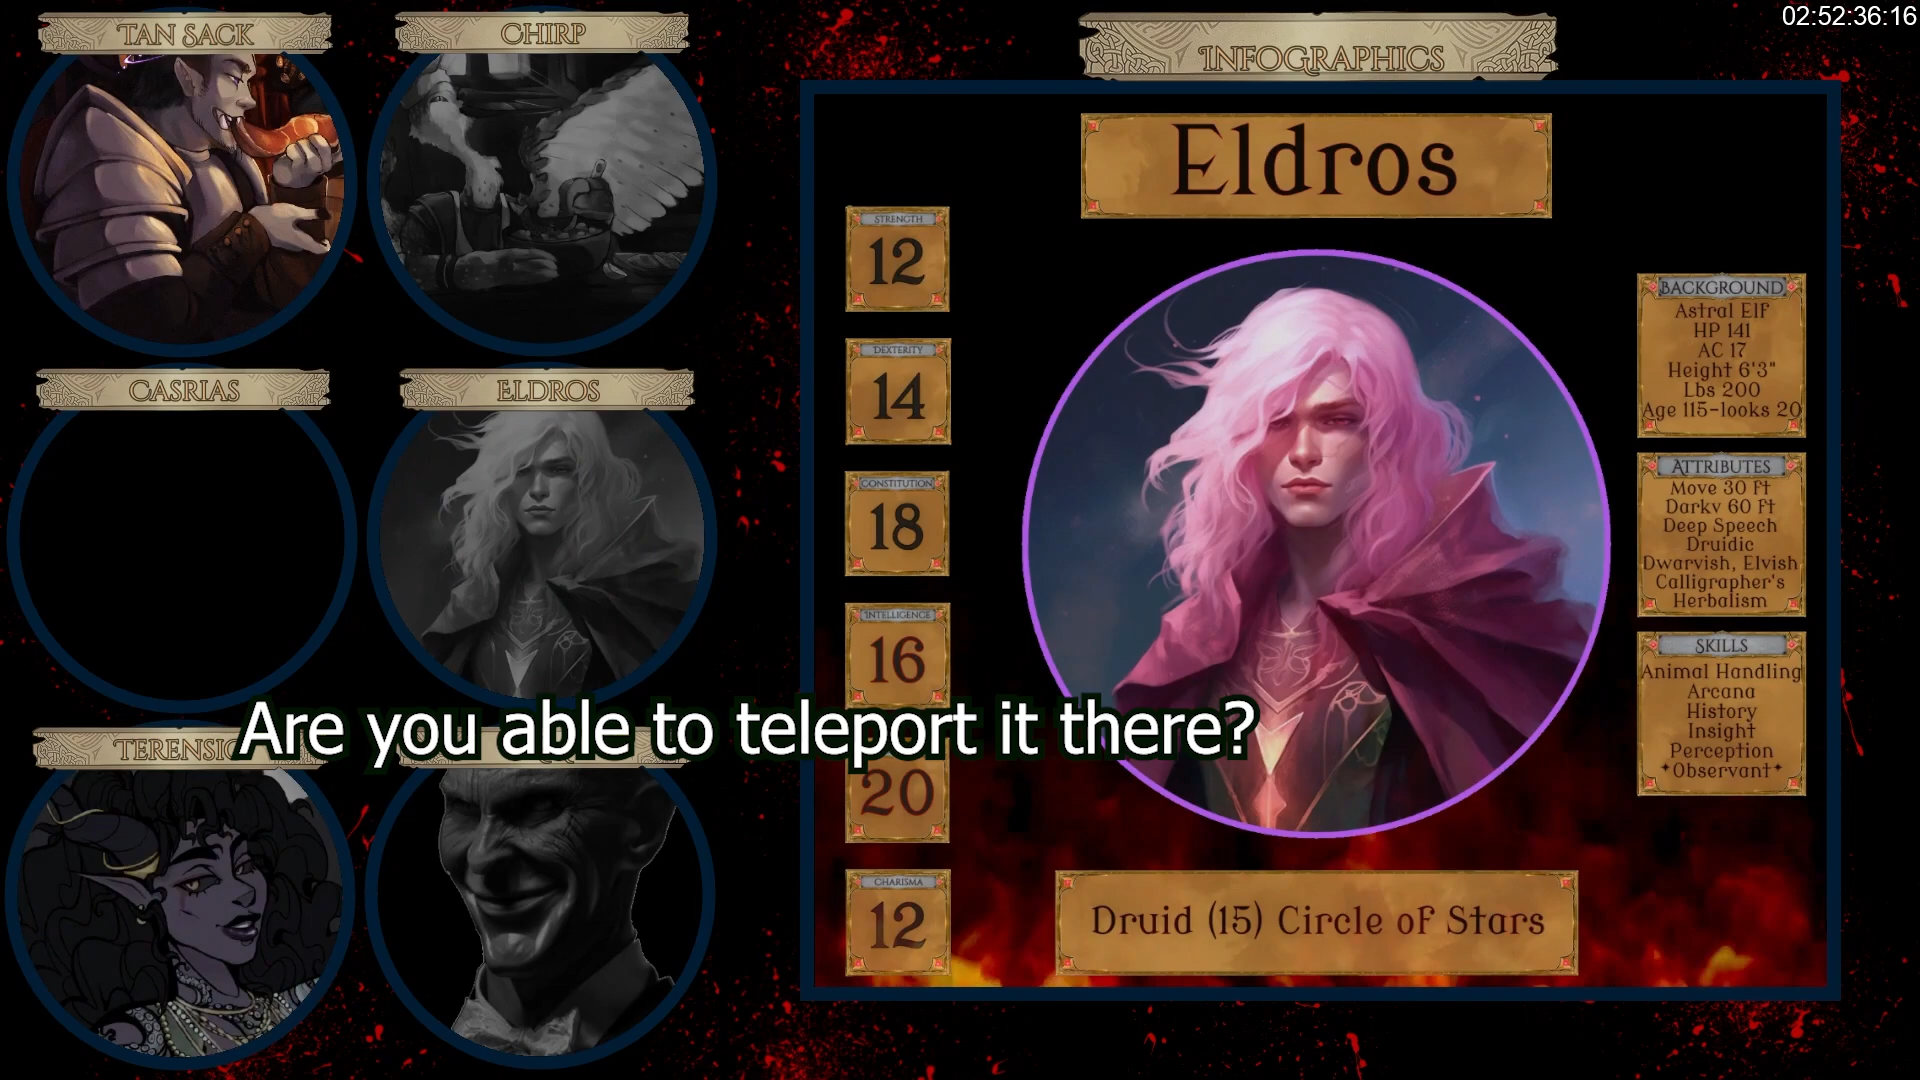 02:52:36:16
TAN SACK
CHIRP
INFOGRAPHICS
Eldros
STRENGTH
12
DEXTERITY
14
CONSTITUTION
18
INTELLIGENCE
16
20
CHARISMA
12
BACKGROUND
Astral Elf
HP 141
AC 17
Height 6'3"
Lbs 200
Age 115-looks 20
ATTRIBUTES
Move 30 ft
Darkv 60 ft
Deep Speech
Druidic
Dwarvish, Elvish
Calligrapher's
Herbalism
SKILLS
Animal Handling
Arcana
History
Insight
Perception
*Observant*
CASRIAS
ELDROS
Are you able to teleport it there?
Druid (15) Circle of Stars